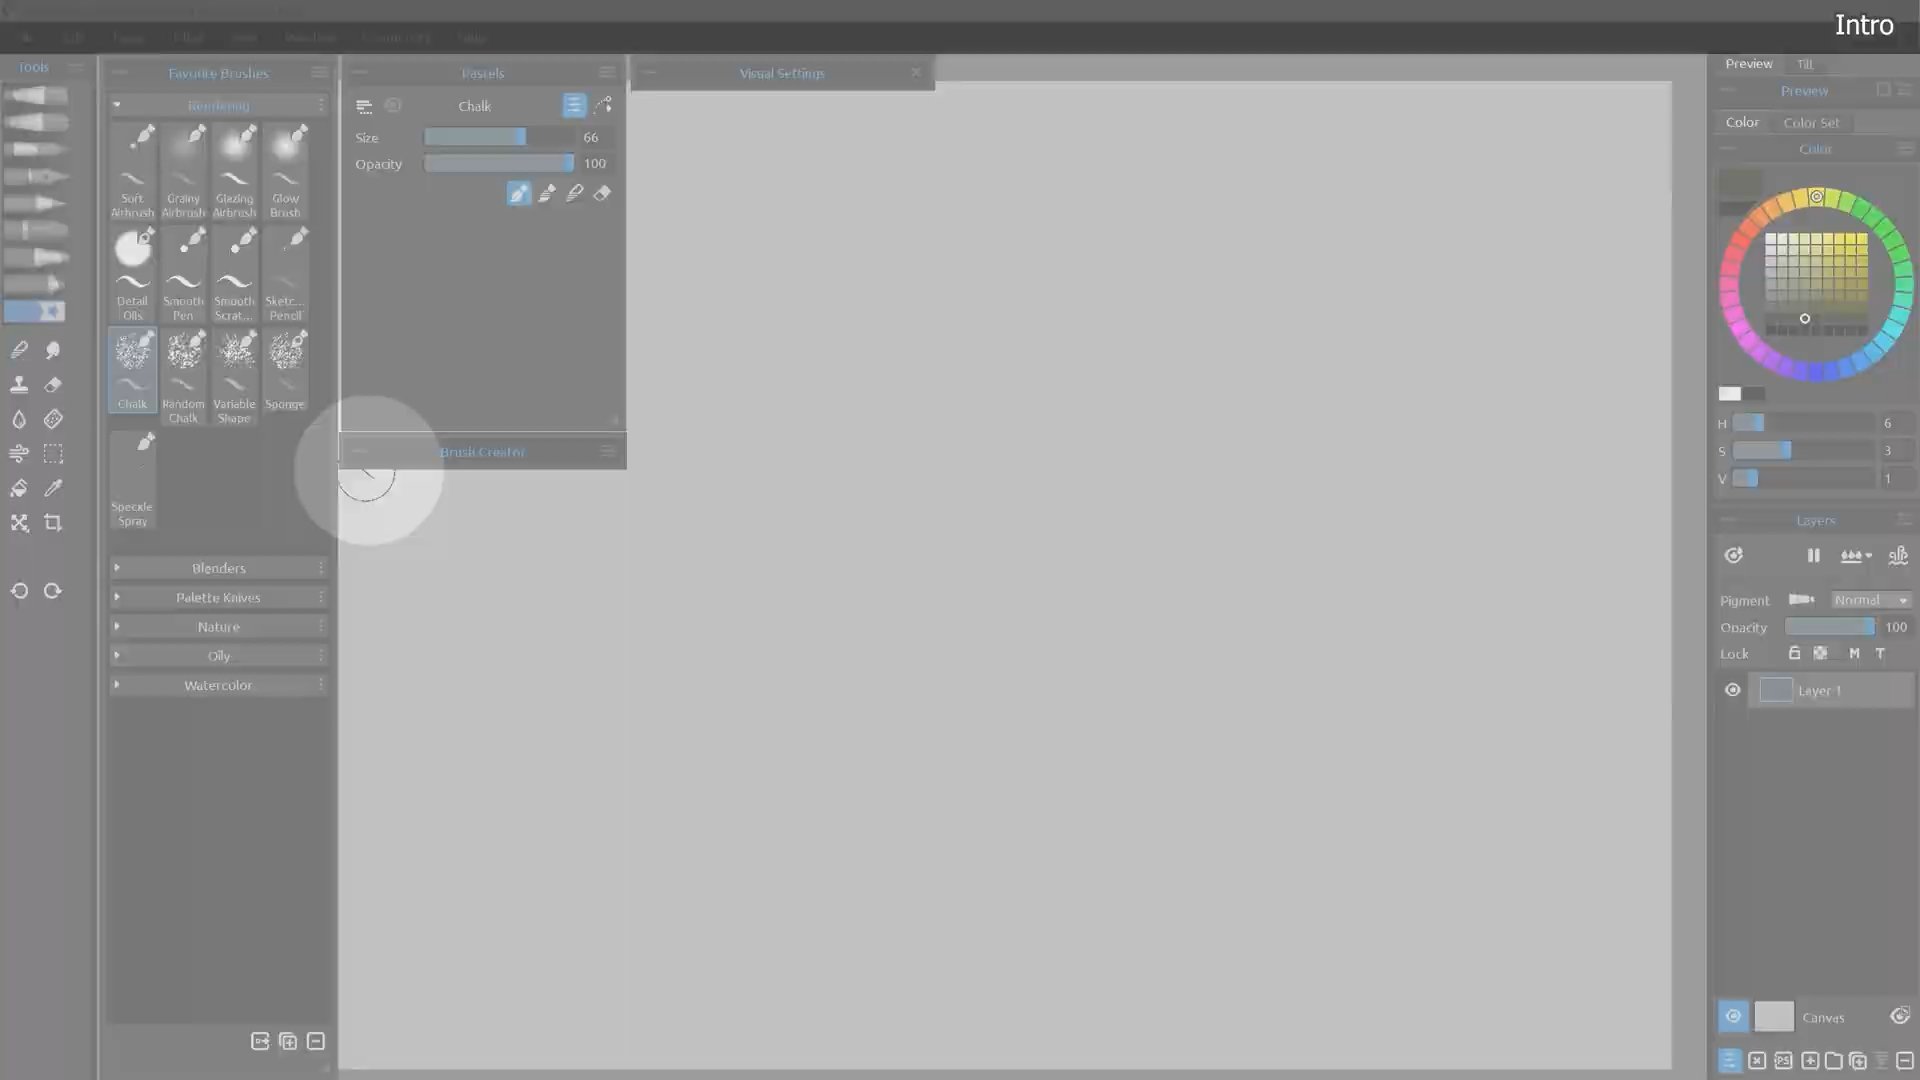 Intro
Tools
Favorite Brushes
Rendering
Soft Airbrush
Grainy Airbrush
Glazing Airbrush
Glow Brush
Detail Oils
Smooth Pen
Smooth Scrat...
Sketc... Pencil
Chalk
Random Chalk
Variable Shape
Sponge
Speckle Spray
Blenders
Palette Knives
Nature
Oily
Watercolor
Pastels
Chalk
Size 66
Opacity 100
Brush Creator
Visual Settings
Preview Tilt
Preview
Color Color Set
Color
H 6
S 3
V 1
Layers
Pigment Normal
Opacity 100
Lock M T
Layer 1
Canvas
PS